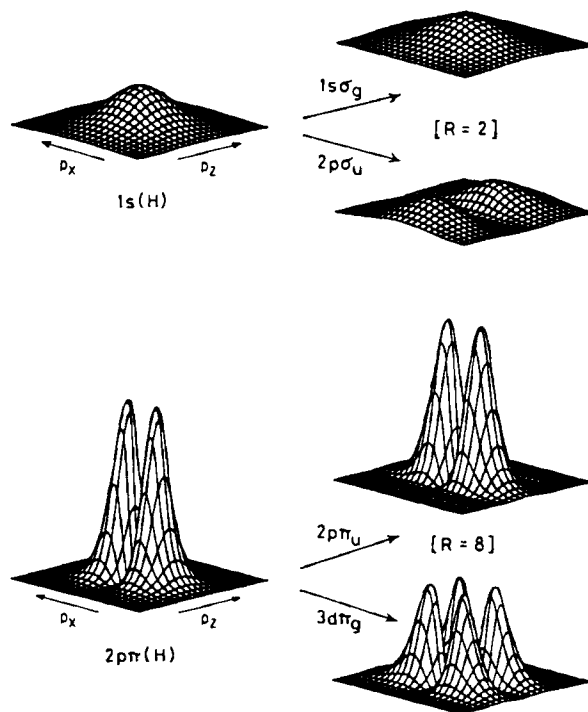 1sσg
[R = 2]
2pσu
px
pz
1s(H)
2pπu
[R = 8]
3dπg
px
pz
2pπ(H)